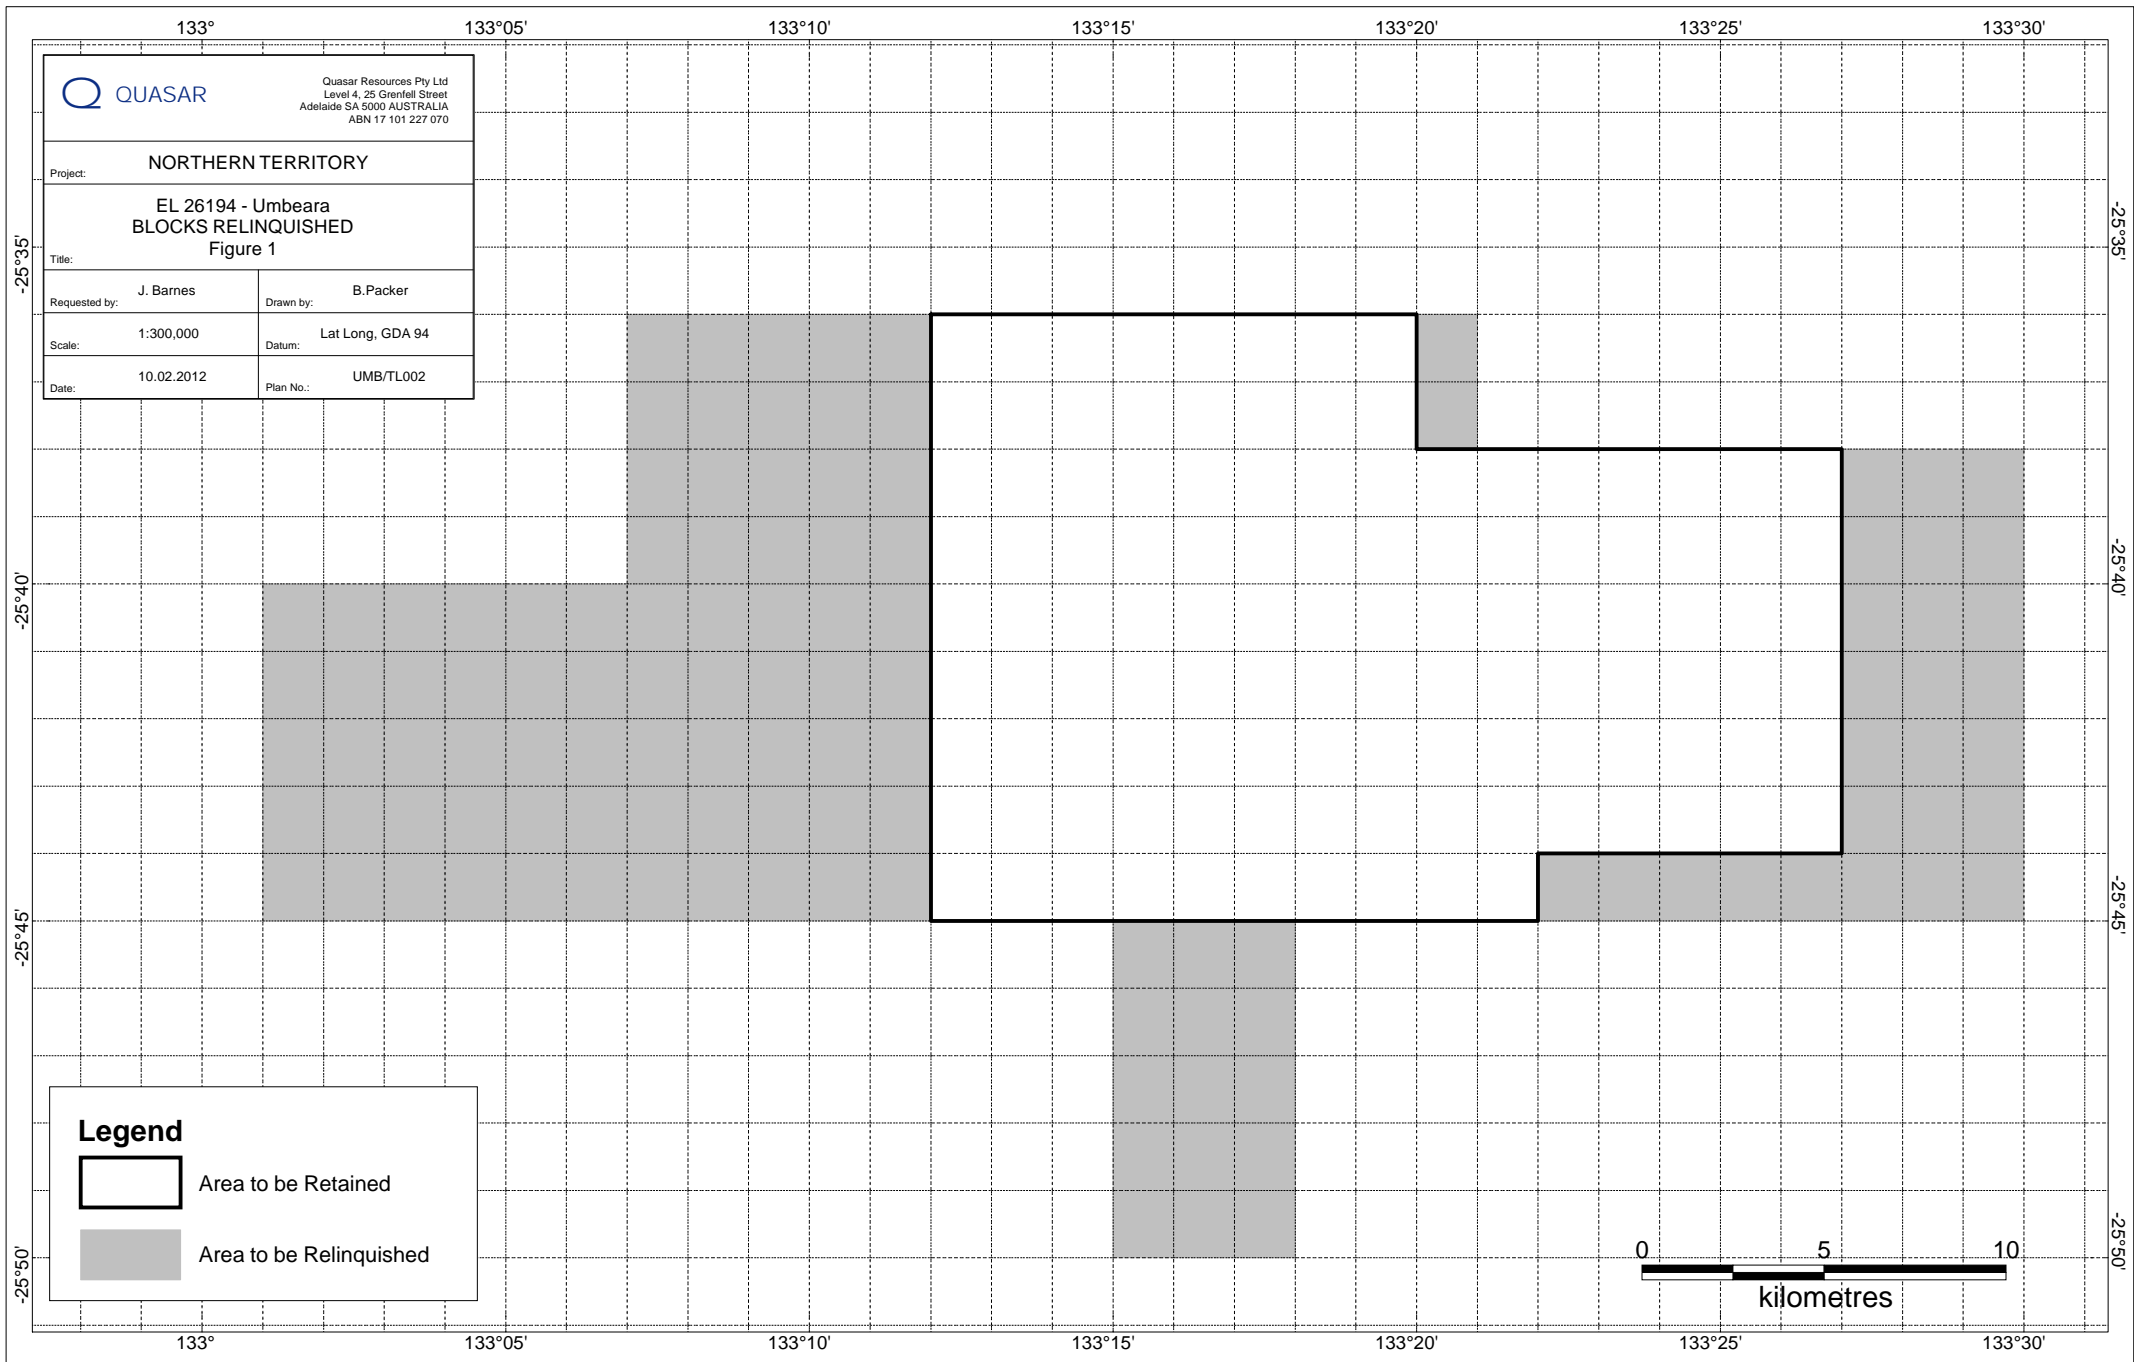 133° 133°05' 133°10' 133°15' 133°20' 133°25' 133°30'
QUASAR
Quasar Resources Pty Ltd
Level 4, 25 Grenfell Street
Adelaide SA 5000 AUSTRALIA
ABN 17 101 227 070
Project: NORTHERN TERRITORY
EL 26194 - Umbeara
BLOCKS RELINQUISHED
Figure 1
Title:
Requested by: J. Barnes
Drawn by: B.Packer
Scale: 1:300,000
Datum: Lat Long, GDA 94
Date: 10.02.2012
Plan No.: UMB/TL002
-25°35' -25°35'
-25°40' -25°40'
-25°45' -25°45'
-25°50' -25°50'
Legend
Area to be Retained
Area to be Relinquished
0 5 10
kilometres
133° 133°05' 133°10' 133°15' 133°20' 133°25' 133°30'